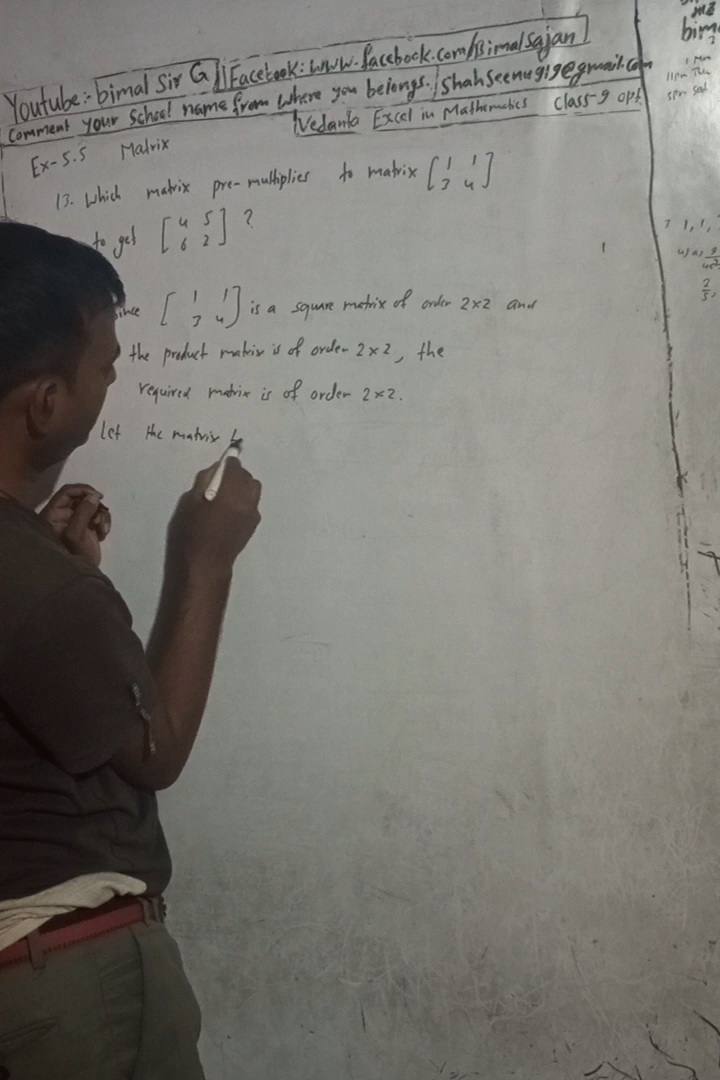 Youtube:- bimal Sir G || Facebook: www.facebook.com/Bimalsajan
Comment your School name from where you belongs. | Shahseenu919@gmail.com
Vedanta Excel in Mathematics Class-9 opt
Ex-5.5 Matrix
13. Which matrix pre-multiplies to matrix [1 1
3 4]
to get [4 5
6 2] ?
[1 1
3 4] is a square matrix of order 2×2 and
the product matrix is of order 2×2, the
required matrix is of order 2×2.
Let the matrix
bim